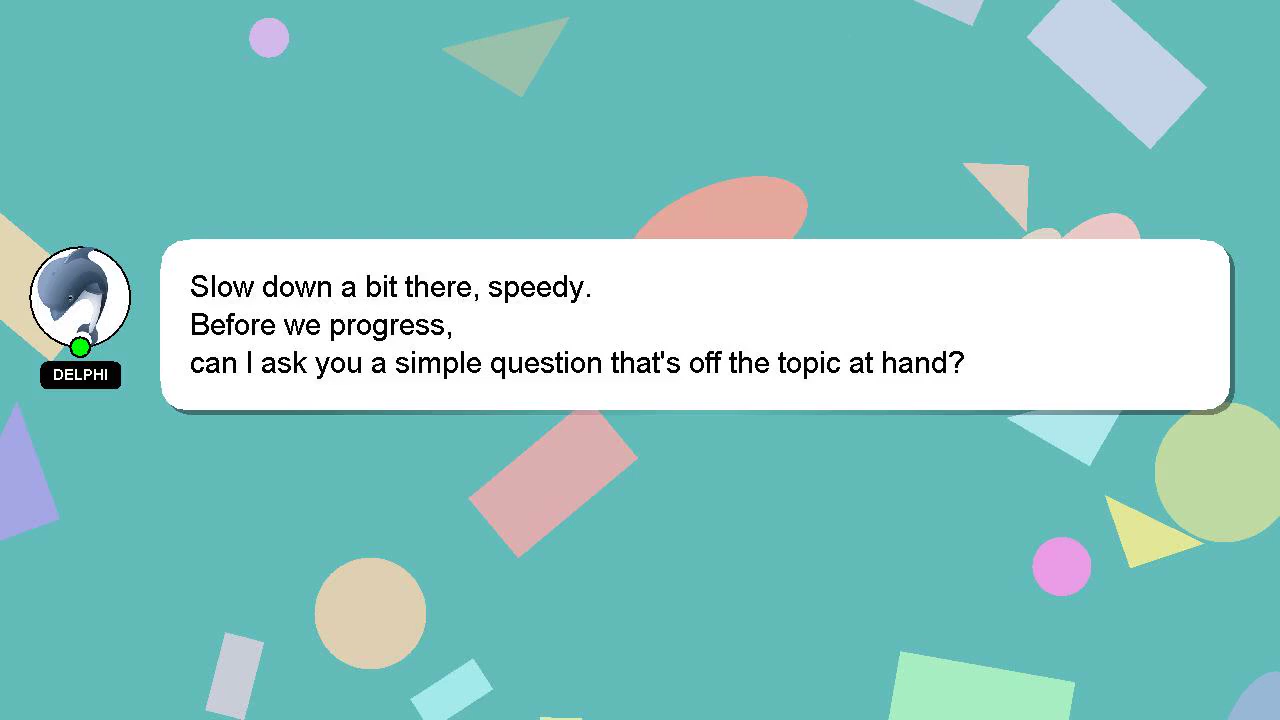 Slow down a bit there, speedy.
Before we progress,
can I ask you a simple question that's off the topic at hand?
DELPHI